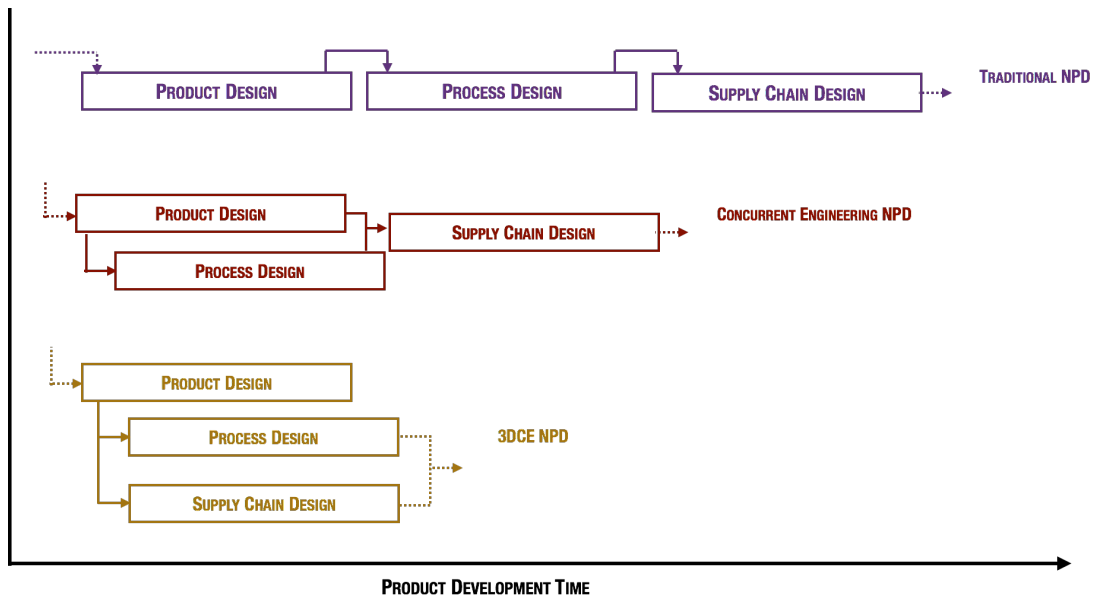 Product Design
Process Design
Supply Chain Design
Traditional NPD
Product Design
Process Design
Supply Chain Design
Concurrent Engineering NPD
Product Design
Process Design
Supply Chain Design
3DCE NPD
Product Development Time